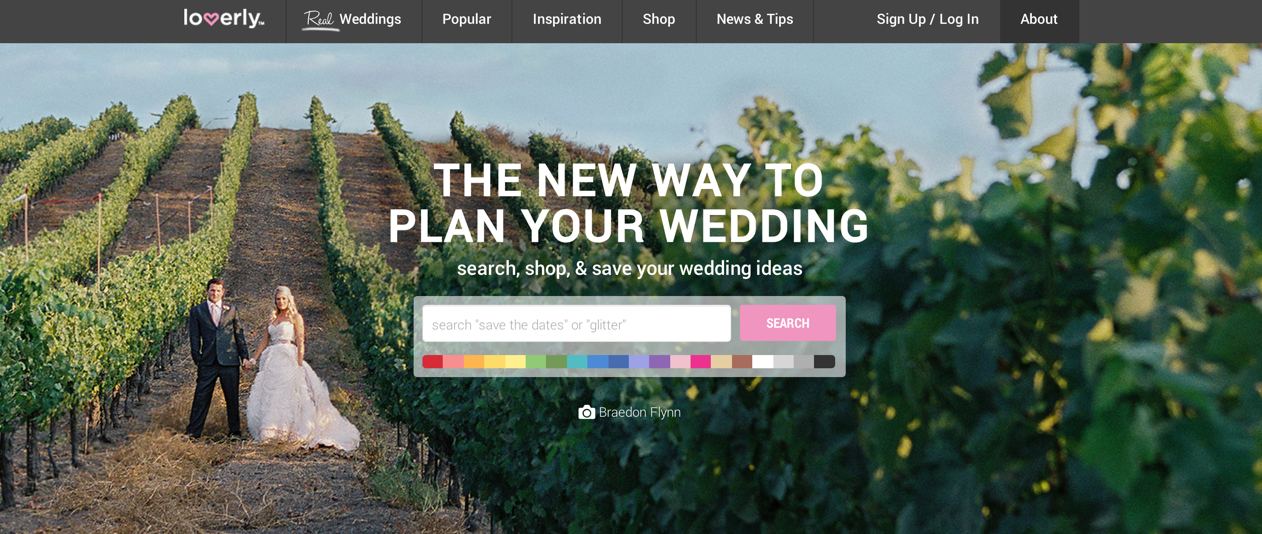 loverly™
Real Weddings
Popular
Inspiration
Shop
News & Tips
Sign Up / Log In
About
THE NEW WAY TO
PLAN YOUR WEDDING
search, shop, & save your wedding ideas
search "save the dates" or "glitter"
SEARCH
Braedon Flynn